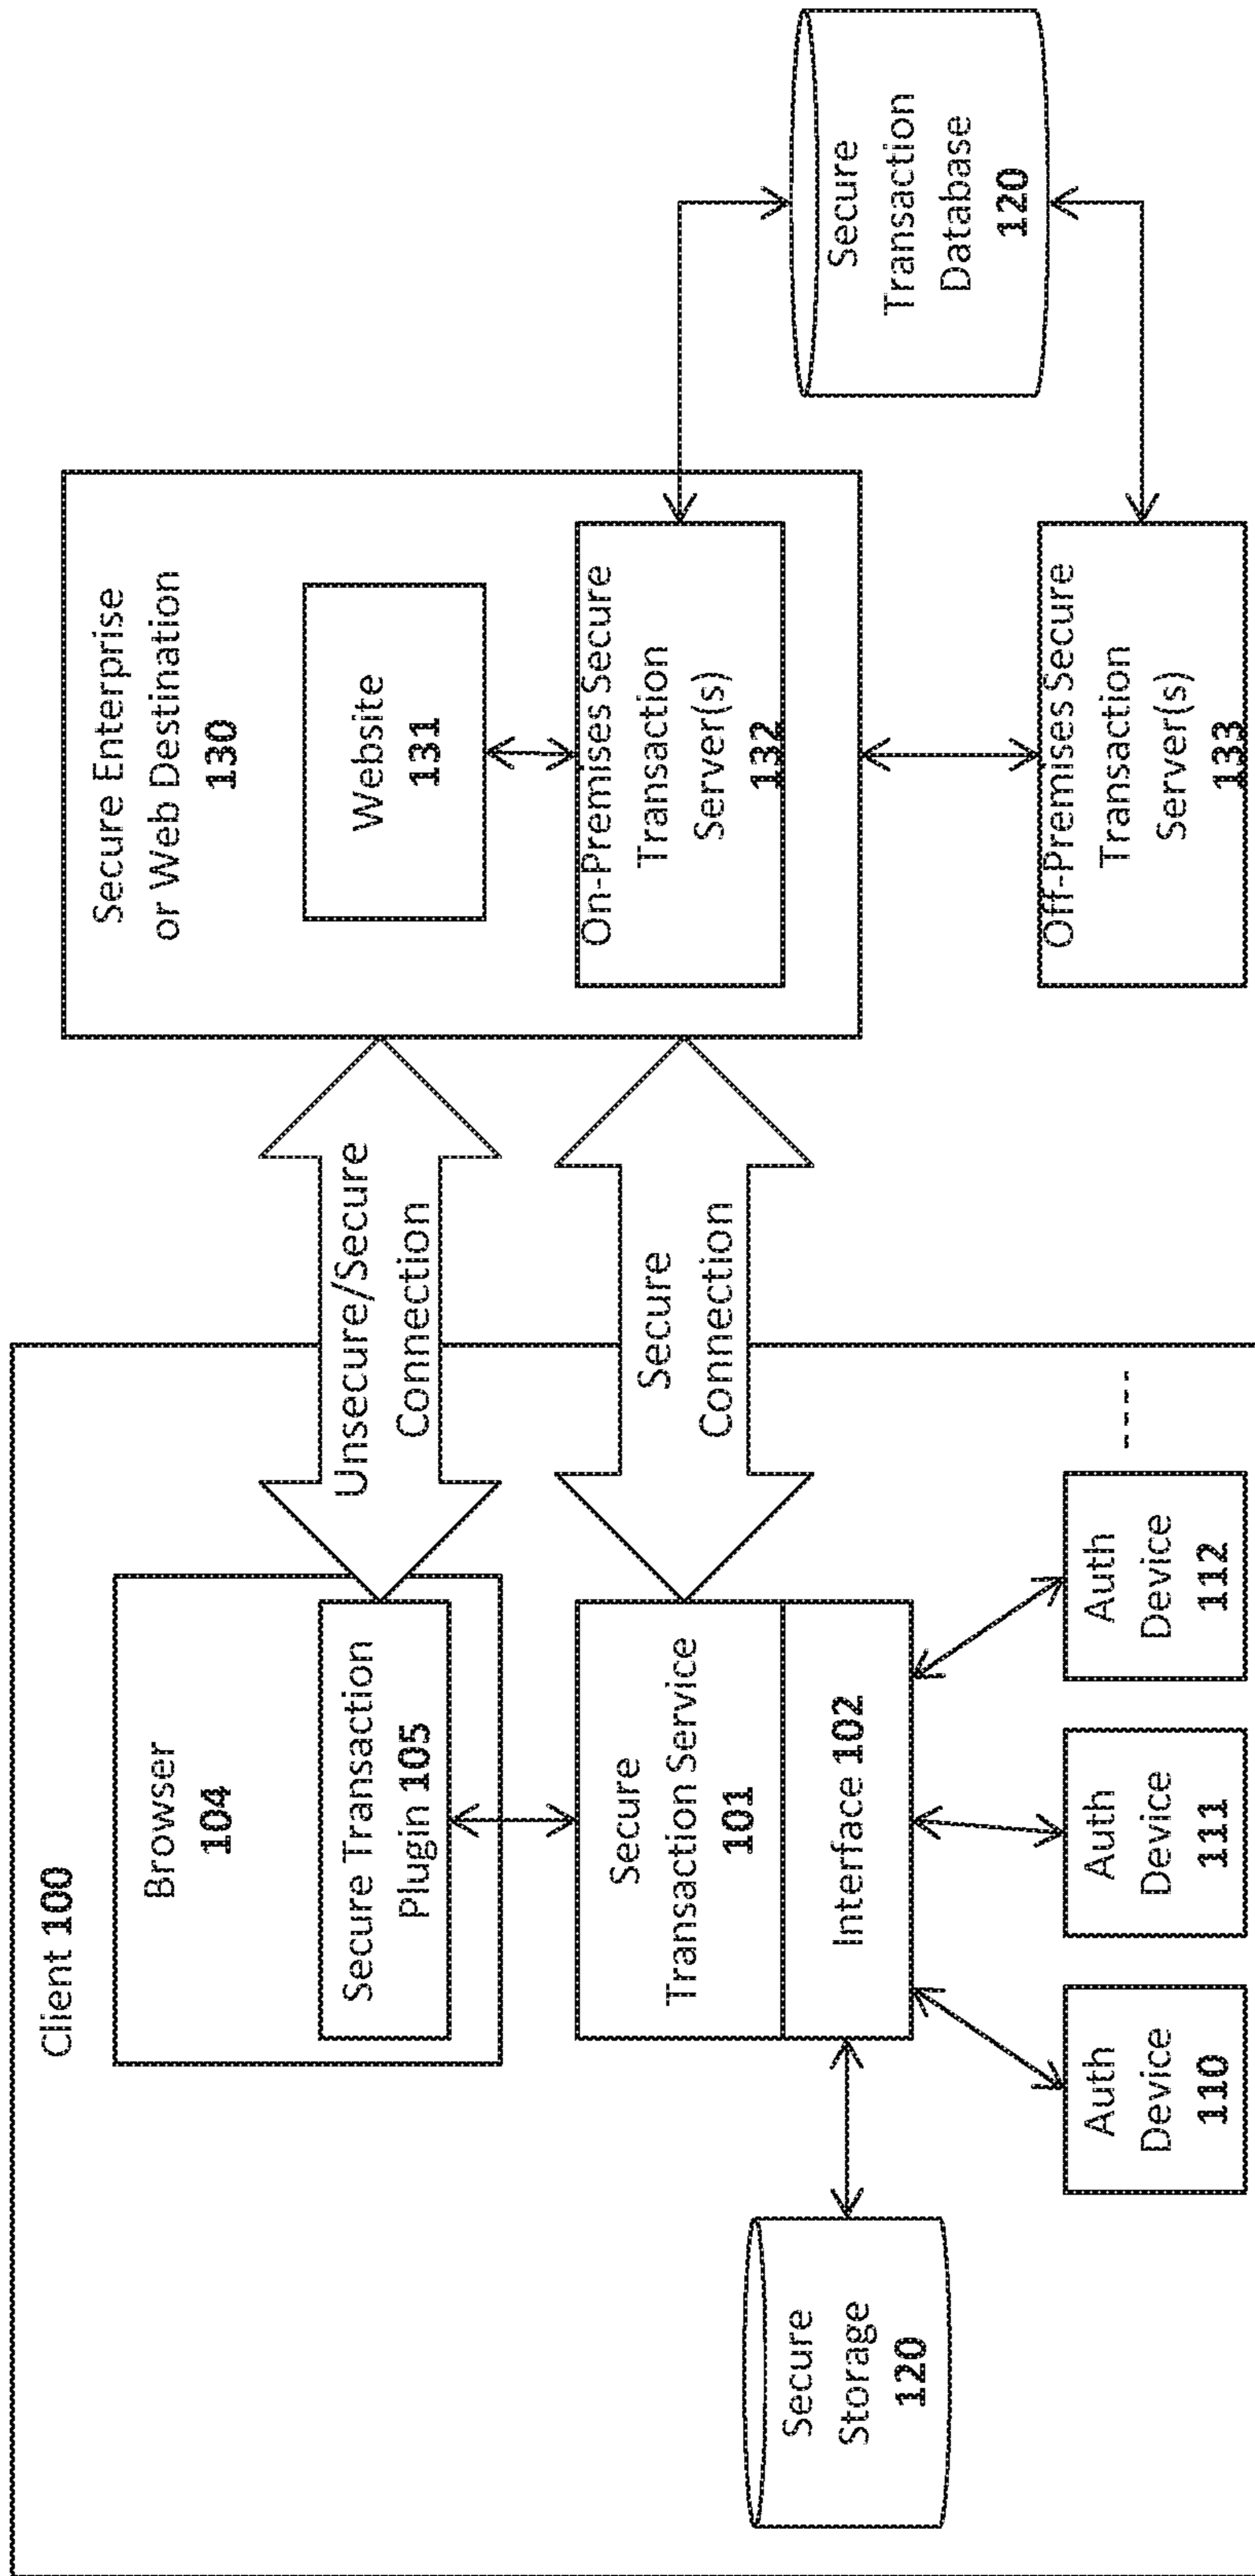 Client 100
Browser
104
Secure Transaction
Plugin 105
Secure
Transaction Service
101
Interface 102
Secure
Storage
120
Auth
Device
110
Auth
Device
111
Auth
Device
112
Unsecure/Secure
Connection
Secure
Connection
Secure Enterprise
or Web Destination
130
Website
131
On-Premises Secure
Transaction
Server(s)
132
Off-Premises Secure
Transaction
Server(s)
133
Secure
Transaction
Database
120